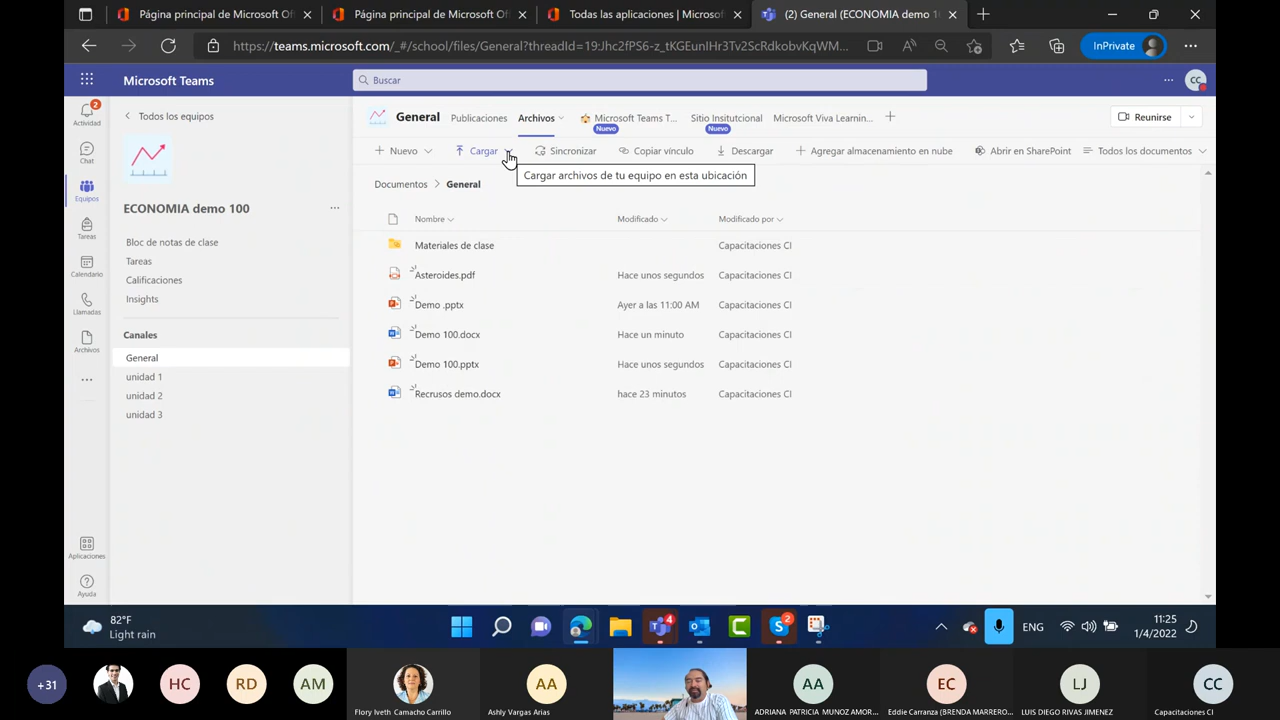 Página principal de Microsoft Of
Página principal de Microsoft Of
Todas las aplicaciones | Microso
(2) General (ECONOMIA demo 1
https://teams.microsoft.com/_#/school/files/General?threadId=19:Jhc2fPS6-z_tKGEunIHr3Tv2ScRdkobvKqWM...
InPrivate
Microsoft Teams
Buscar
CC
2
Actividad
Chat
Equipos
Tareas
Calendario
Llamadas
Archivos
Aplicaciones
Ayuda
Todos los equipos
ECONOMIA demo 100
Bloc de notas de clase
Tareas
Calificaciones
Insights
Canales
General
unidad 1
unidad 2
unidad 3
General Publicaciones Archivos Microsoft Teams T... Sitio Insitutcional Microsoft Viva Learnin...
Nuevo Nuevo
Reunirse
Nuevo Cargar Sincronizar Copiar vínculo Descargar Agregar almacenamiento en nube Abrir en SharePoint Todos los documentos
Cargar archivos de tu equipo en esta ubicación
Documentos > General
Nombre Modificado Modificado por
Materiales de clase Capacitaciones CI
Asteroides.pdf Hace unos segundos Capacitaciones CI
Demo .pptx Ayer a las 11:00 AM Capacitaciones CI
Demo 100.docx Hace un minuto Capacitaciones CI
Demo 100.pptx Hace unos segundos Capacitaciones CI
Recrusos demo.docx hace 23 minutos Capacitaciones CI
82°F
Light rain
4
2
ENG
11:25
1/4/2022
+31
HC
RD
AM
Flory Iveth Camacho Carrillo
AA
Ashly Vargas Arias
AA
ADRIANA PATRICIA MUNOZ AMOR...
EC
Eddie Carranza (BRENDA MARRERO...
LJ
LUIS DIEGO RIVAS JIMENEZ
CC
Capacitaciones CI